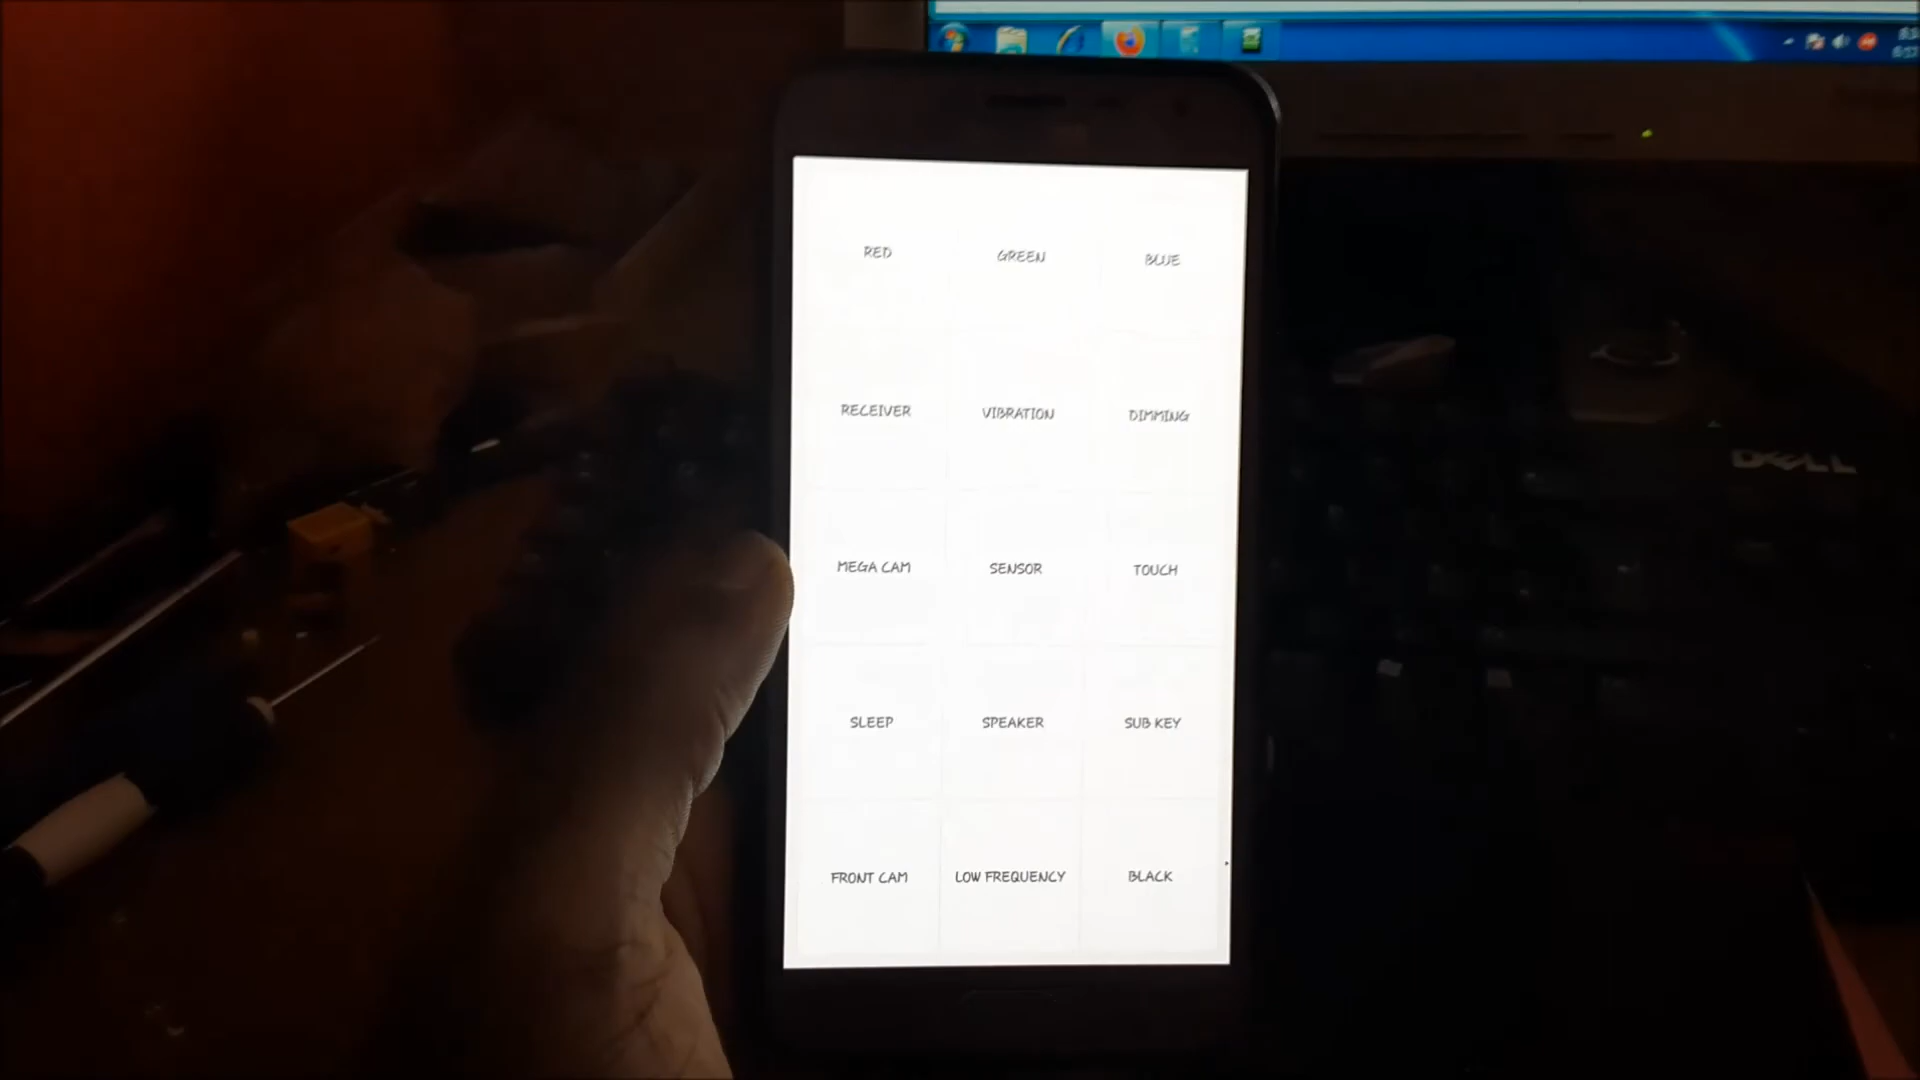 RED GREEN BLUE
RECEIVER VIBRATION DIMMING
MEGA CAM SENSOR TOUCH
DELL
SLEEP SPEAKER SUB KEY
FRONT CAM LOW FREQUENCY BLACK